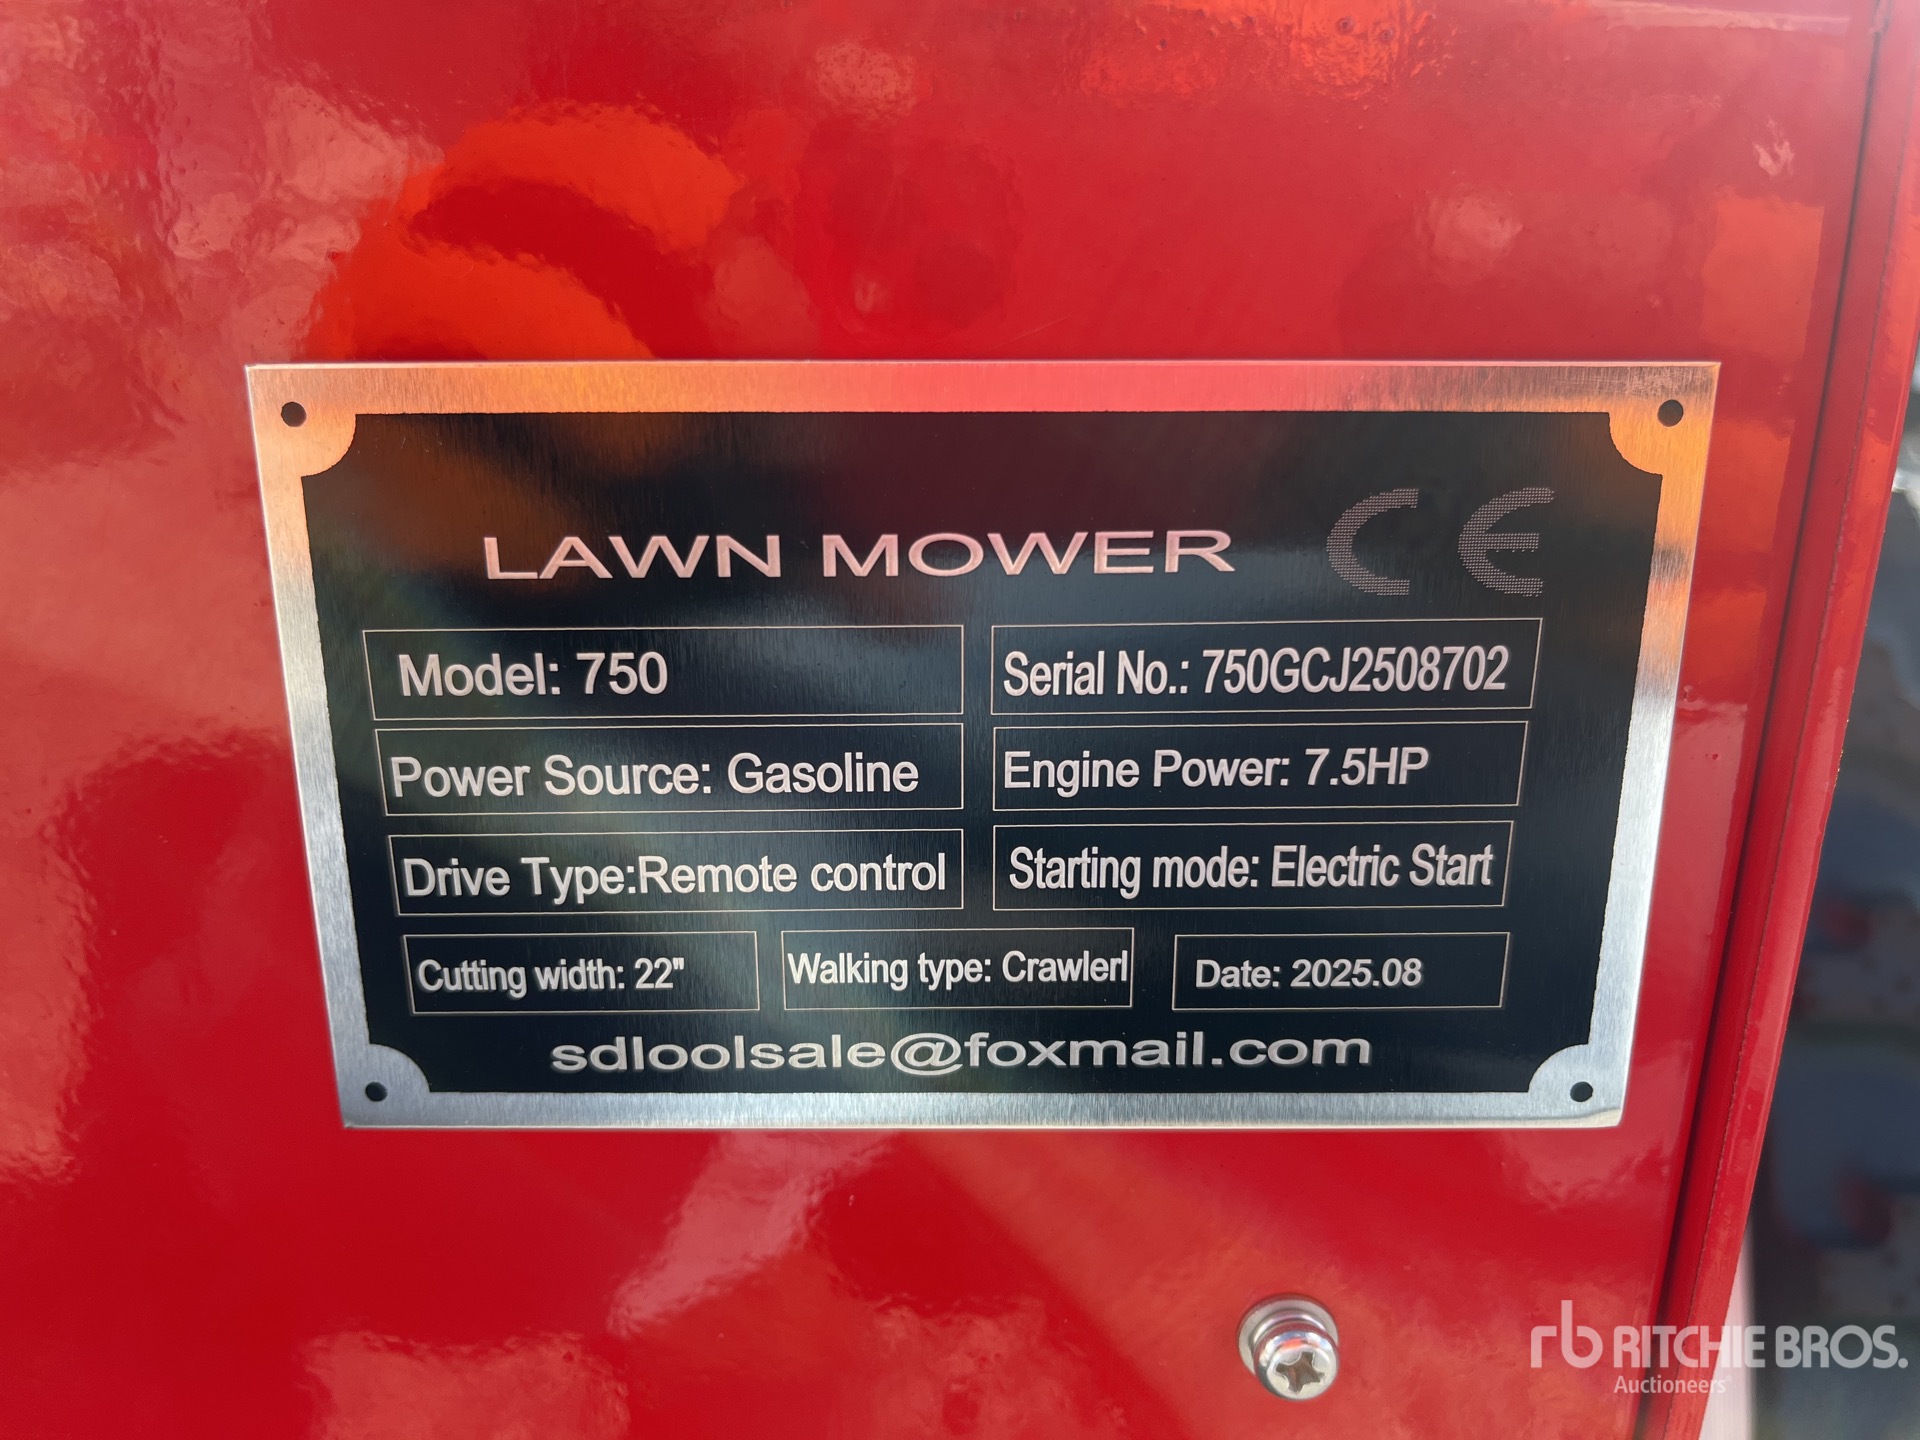 LAWN MOWER CE
Model: 750
Serial No.: 750GCJ2508702
Power Source: Gasoline
Engine Power: 7.5HP
Drive Type:Remote control
Starting mode: Electric Start
Cutting width: 22"
Walking type: Crawlerl
Date: 2025.08
sdloolsale@foxmail.com
rb RITCHIE BROS.
Auctioneers